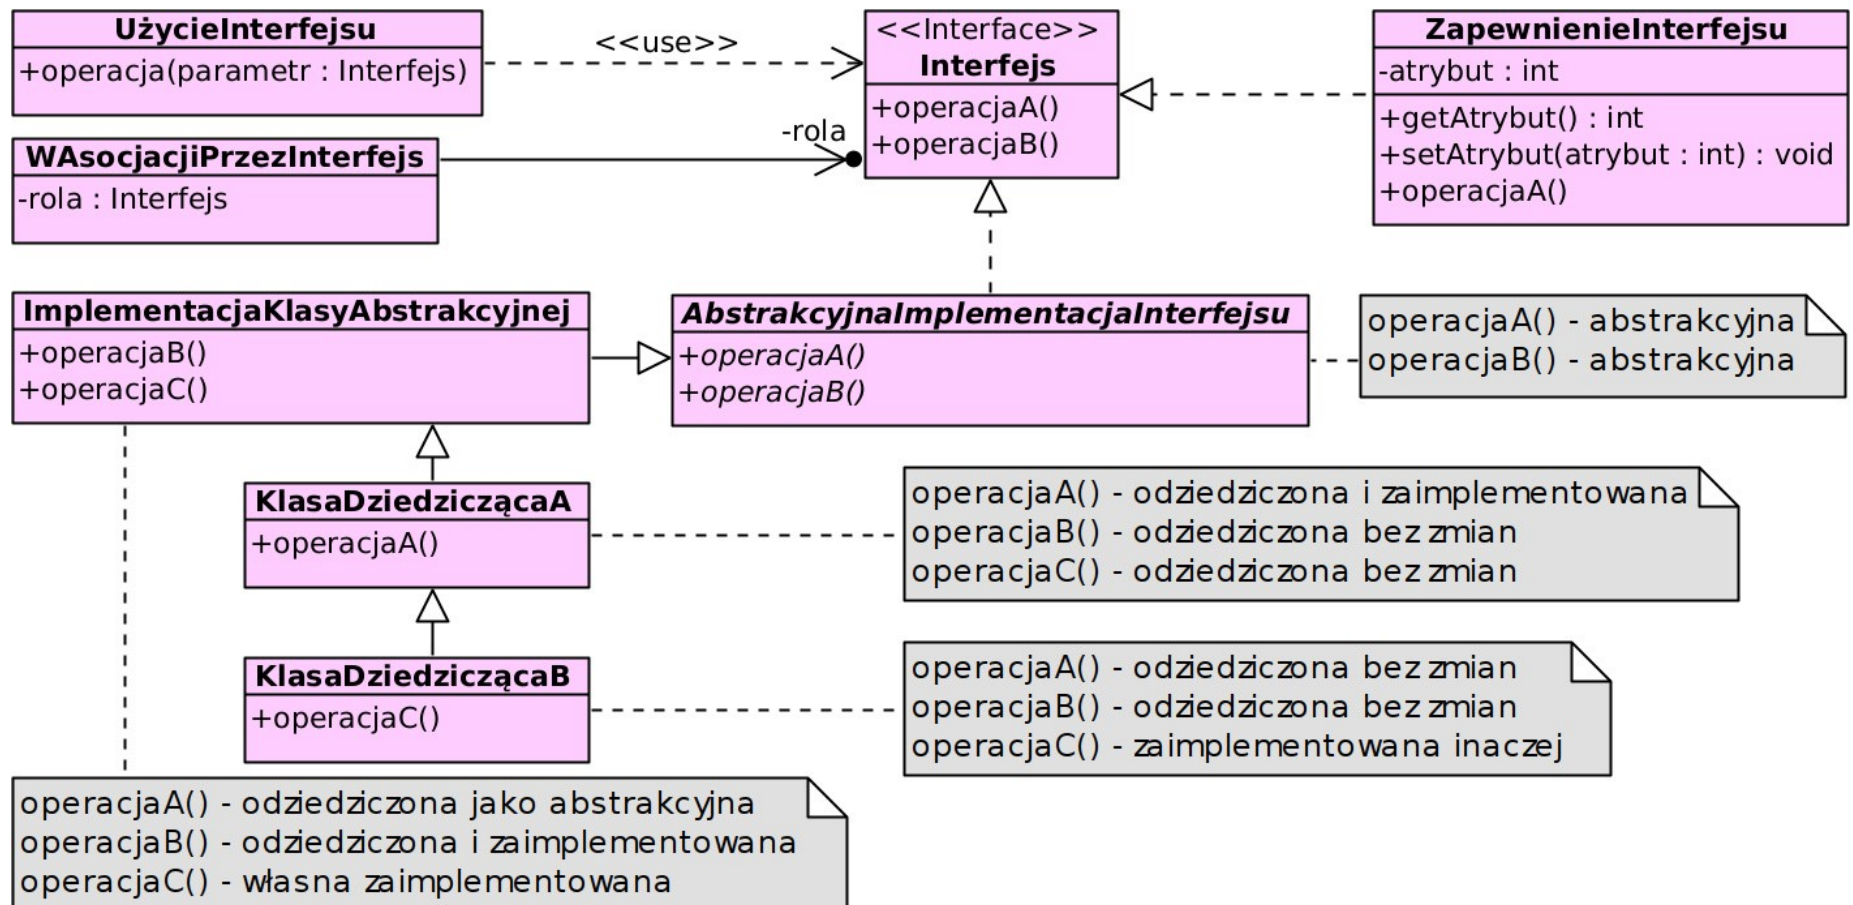 UżycieInterfejsu
+operacja(parametr : Interfejs)
<<use>>
<<Interface>>
Interfejs
+operacjaA()
+operacjaB()
ZapewnienieInterfejsu
-atrybut : int
+getAtrybut() : int
+setAtrybut(atrybut : int) : void
+operacjaA()
WAsocjacjiPrzezInterfejs
-rola : Interfejs
-rola
ImplementacjaKlasyAbstrakcyjnej
+operacjaB()
+operacjaC()
AbstrakcyjnaImplementacjaInterfejsu
+operacjaA()
+operacjaB()
operacjaA() - abstrakcyjna
operacjaB() - abstrakcyjna
KlasaDziedziczącaA
+operacjaA()
operacjaA() - odziedziczona i zaimplementowana
operacjaB() - odziedziczona bez zmian
operacjaC() - odziedziczona bez zmian
KlasaDziedziczącaB
+operacjaC()
operacjaA() - odziedziczona bez zmian
operacjaB() - odziedziczona bez zmian
operacjaC() - zaimplementowana inaczej
operacjaA() - odziedziczona jako abstrakcyjna
operacjaB() - odziedziczona i zaimplementowana
operacjaC() - własna zaimplementowana